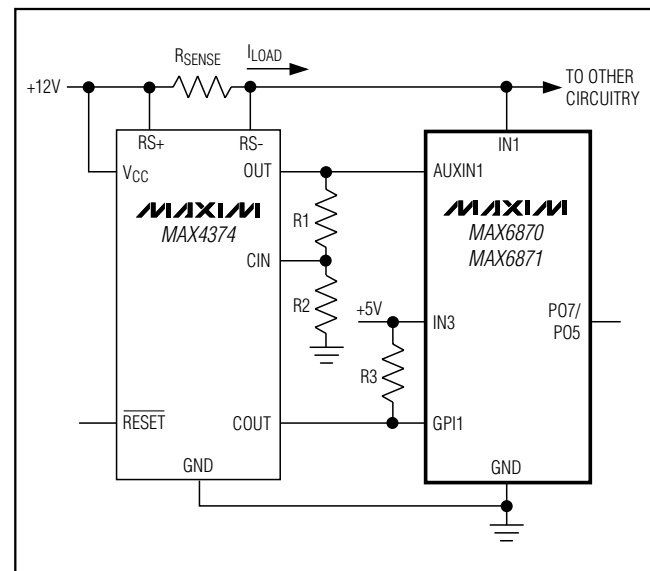 RSENSE
ILOAD
+12V
TO OTHER
CIRCUITRY
RS+
RS-
IN1
VCC
OUT
AUXIN1
MAXIM
MAX4374
R1
MAXIM
MAX6870
MAX6871
CIN
R2
+5V
IN3
PO7/
PO5
R3
RESET
COUT
GPI1
GND
GND